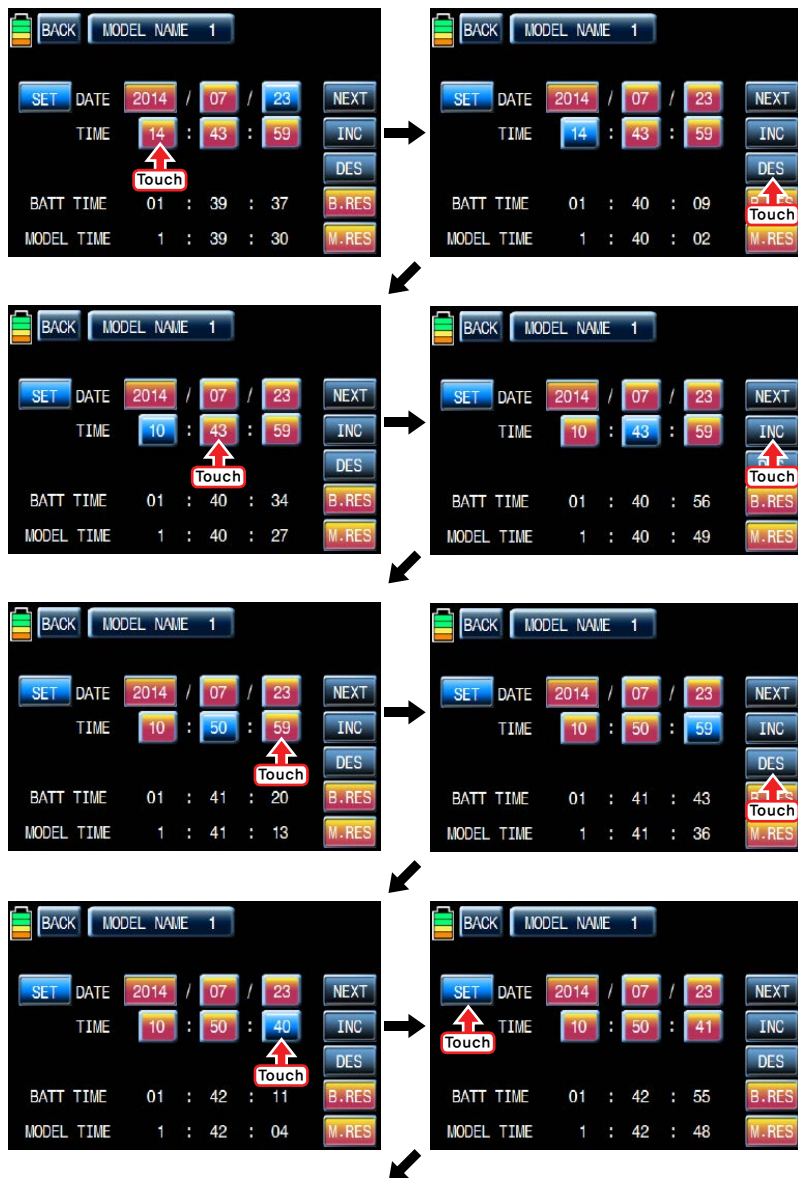 BACK MODEL NAME 1
SET DATE 2014 / 07 / 23 NEXT
TIME 14 : 43 : 59 INC
DES
Touch
BATT TIME 01 : 39 : 37 B.RES
MODEL TIME 1 : 39 : 30 M.RES
BACK MODEL NAME 1
SET DATE 2014 / 07 / 23 NEXT
TIME 14 : 43 : 59 INC
DES
BATT TIME 01 : 40 : 09 B.RES
Touch
MODEL TIME 1 : 40 : 02 M.RES
BACK MODEL NAME 1
SET DATE 2014 / 07 / 23 NEXT
TIME 10 : 43 : 59 INC
DES
Touch
BATT TIME 01 : 40 : 34 B.RES
MODEL TIME 1 : 40 : 27 M.RES
BACK MODEL NAME 1
SET DATE 2014 / 07 / 23 NEXT
TIME 10 : 43 : 59 INC
DES
Touch
BATT TIME 01 : 40 : 56 B.RES
MODEL TIME 1 : 40 : 49 M.RES
BACK MODEL NAME 1
SET DATE 2014 / 07 / 23 NEXT
TIME 10 : 50 : 59 INC
DES
Touch
BATT TIME 01 : 41 : 20 B.RES
MODEL TIME 1 : 41 : 13 M.RES
BACK MODEL NAME 1
SET DATE 2014 / 07 / 23 NEXT
TIME 10 : 50 : 59 INC
DES
BATT TIME 01 : 41 : 43 B.RES
Touch
MODEL TIME 1 : 41 : 36 M.RES
BACK MODEL NAME 1
SET DATE 2014 / 07 / 23 NEXT
TIME 10 : 50 : 40 INC
DES
Touch
BATT TIME 01 : 42 : 11 B.RES
MODEL TIME 1 : 42 : 04 M.RES
BACK MODEL NAME 1
SET DATE 2014 / 07 / 23 NEXT
TIME 10 : 50 : 41 INC
Touch
DES
BATT TIME 01 : 42 : 55 B.RES
MODEL TIME 1 : 42 : 48 M.RES